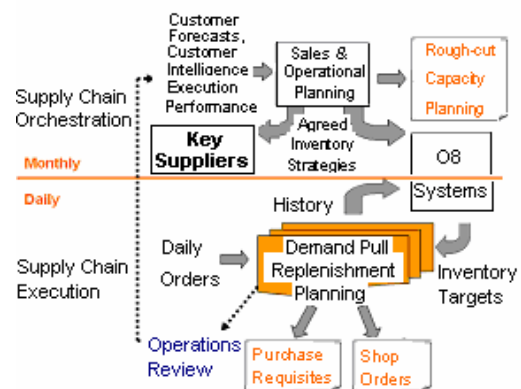 Customer
Forecasts,
Customer
Intelligence
Execution
Performance
Sales &
Operational
Planning
Rough-cut
Capacity
Planning
Supply Chain
Orchestration
Key
Suppliers
Agreed
Inventory
Strategies
O8
Systems
Monthly
Daily
History
Daily
Orders
Demand Pull
Replenishment
Planning
Inventory
Targets
Supply Chain
Execution
Operations
Review
Purchase
Requisites
Shop
Orders